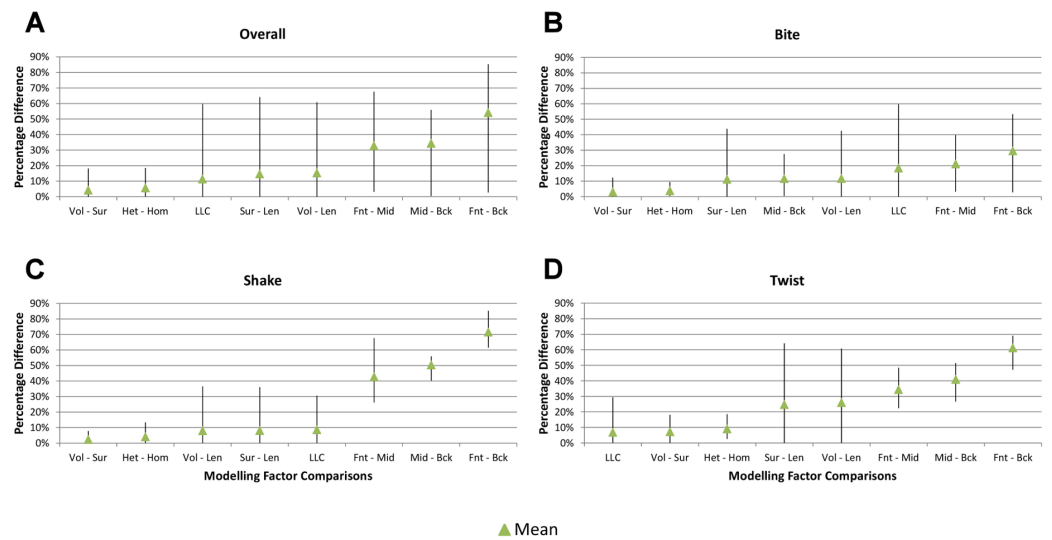 A
Overall
Percentage Difference
90%
80%
70%
60%
50%
40%
30%
20%
10%
0%
Vol - Sur Het - Hom LLC Sur - Len Vol - Len Fnt - Mid Mid - Bck Fnt - Bck
B
Bite
Percentage Difference
90%
80%
70%
60%
50%
40%
30%
20%
10%
0%
Vol - Sur Het - Hom Sur - Len Mid - Bck Vol - Len LLC Fnt - Mid Fnt - Bck
C
Shake
Percentage Difference
90%
80%
70%
60%
50%
40%
30%
20%
10%
0%
Vol - Sur Het - Hom Vol - Len Sur - Len LLC Fnt - Mid Mid - Bck Fnt - Bck
Modelling Factor Comparisons
D
Twist
Percentage Difference
90%
80%
70%
60%
50%
40%
30%
20%
10%
0%
LLC Vol - Sur Het - Hom Sur - Len Vol - Len Fnt - Mid Mid - Bck Fnt - Bck
Modelling Factor Comparisons
Mean